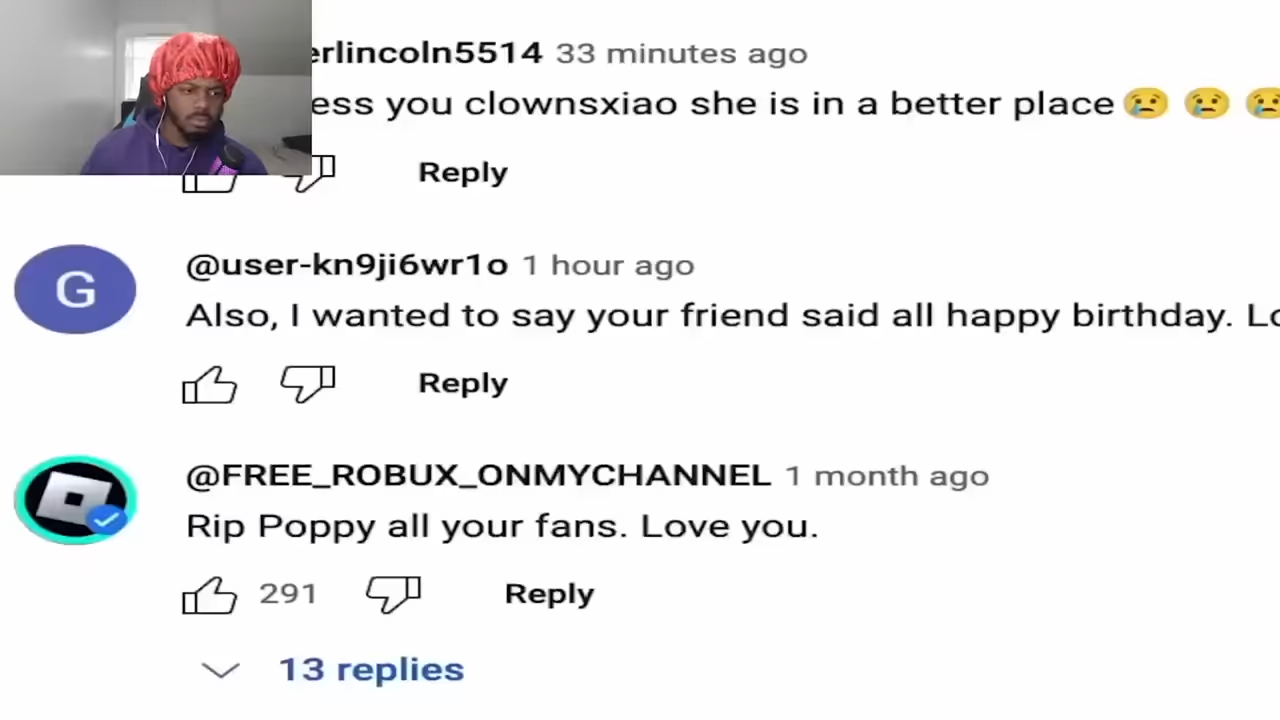 erlincoln5514 33 minutes ago
ess you clownsxiao she is in a better place 😢 😢 😢
Reply
G
@user-kn9ji6wr1o 1 hour ago
Also, I wanted to say your friend said all happy birthday. Lo
Reply
@FREE_ROBUX_ONMYCHANNEL 1 month ago
Rip Poppy all your fans. Love you.
291 Reply
13 replies